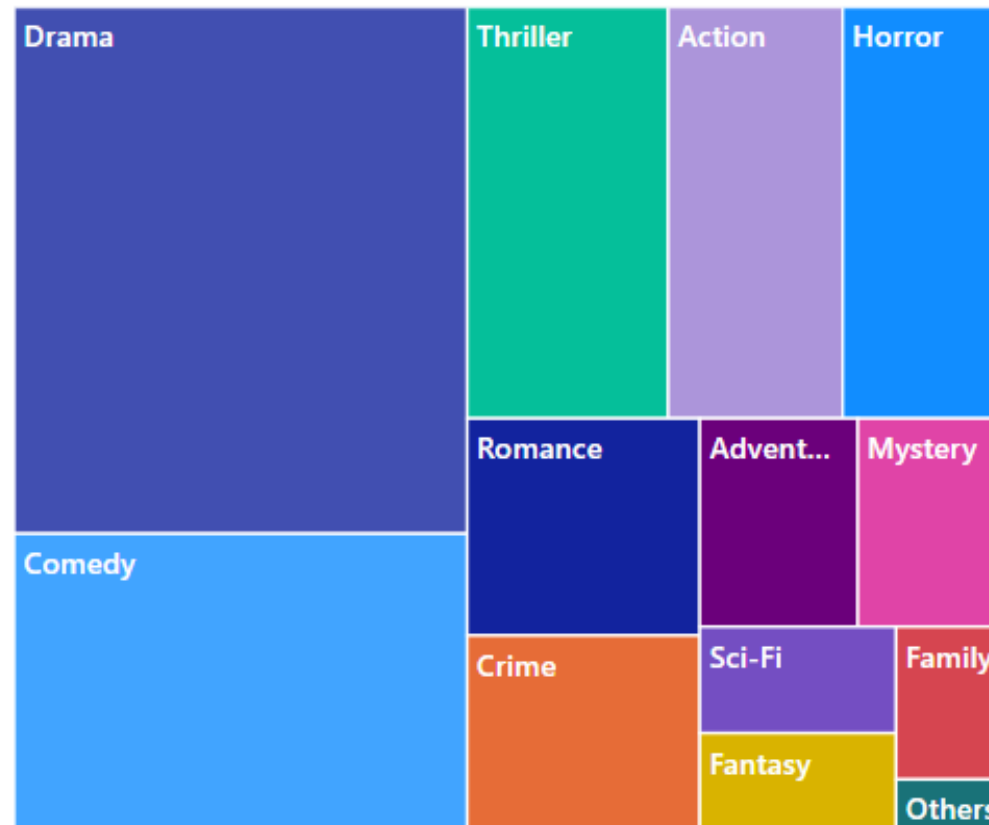 Drama
Thriller
Action
Horror
Romance
Advent...
Mystery
Comedy
Crime
Sci-Fi
Family
Fantasy
Others